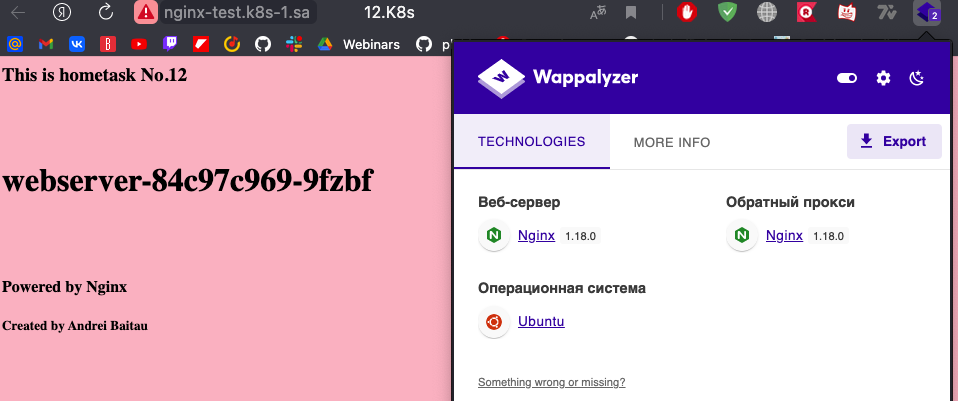 nginx-test.k8s-1.sa
12.K8s
Webinars
This is hometask No.12
webserver-84c97c969-9fzbf
Powered by Nginx
Created by Andrei Baitau
Wappalyzer
TECHNOLOGIES
MORE INFO
Export
Веб-сервер
Nginx 1.18.0
Обратный прокси
Nginx 1.18.0
Операционная система
Ubuntu
Something wrong or missing?
2